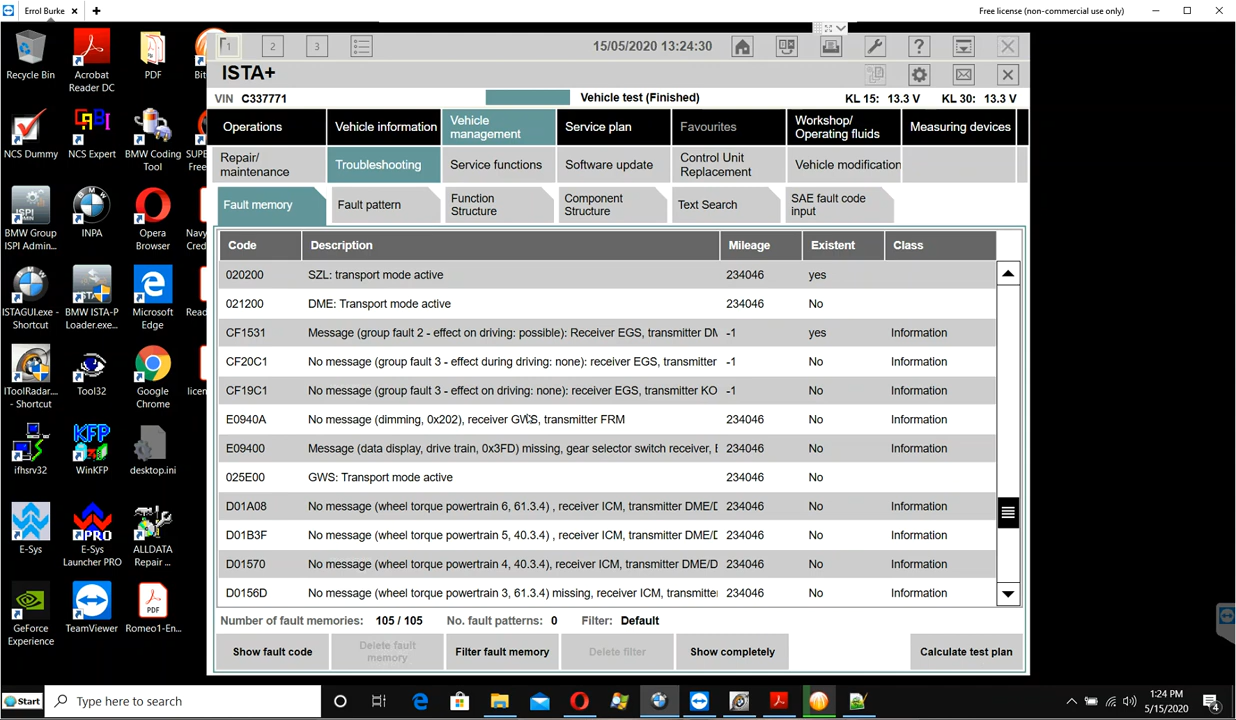 Errol Burke
Free license (non-commercial use only)
1
2
3
15/05/2020 13:24:30
ISTA+
VIN C337771
Vehicle test (Finished)
KL 15: 13.3 V KL 30: 13.3 V
Operations
Vehicle information
Vehicle
management
Service plan
Favourites
Workshop/
Operating fluids
Measuring devices
Repair/
maintenance
Troubleshooting
Service functions
Software update
Control Unit
Replacement
Vehicle modification
Fault memory
Fault pattern
Function
Structure
Component
Structure
Text Search
SAE fault code
input
Code Description Mileage Existent Class
020200 SZL: transport mode active 234046 yes
021200 DME: Transport mode active 234046 No
CF1531 Message (group fault 2 - effect on driving: possible): Receiver EGS, transmitter DM -1 yes Information
CF20C1 No message (group fault 3 - effect during driving: none): receiver EGS, transmitter -1 No Information
CF19C1 No message (group fault 3 - effect on driving: none): receiver EGS, transmitter KO -1 No Information
E0940A No message (dimming, 0x202), receiver GWS, transmitter FRM 234046 No
E09400 Message (data display, drive train, 0x3FD) missing, gear selector switch receiver, E 234046 No
025E00 GWS: Transport mode active 234046 No
D01A08 No message (wheel torque powertrain 6, 61.3.4) , receiver ICM, transmitter DME/D 234046 No Information
D01B3F No message (wheel torque powertrain 5, 40.3.4) , receiver ICM, transmitter DME/D 234046 No Information
D01570 No message (wheel torque powertrain 4, 40.3.4), receiver ICM, transmitter DME/D 234046 No Information
D0156D No message (wheel torque powertrain 3, 61.3.4) missing, receiver ICM, transmitte 234046 No Information
Number of fault memories: 105 / 105 No. fault patterns: 0 Filter: Default
Show fault code
Delete fault
memory
Filter fault memory
Delete filter
Show completely
Calculate test plan
Recycle Bin
Acrobat
Reader DC
PDF
Bit
NCS Dummy
NCS Expert
BMW Coding
Tool
SUPE
Free
BMW Group
ISPI Admin...
INPA
Opera
Browser
Navy
Cred
ISTAGUI.exe -
Shortcut
BMW ISTA-P
Loader.exe...
Microsoft
Edge
Read
IToolRadar...
- Shortcut
Tool32
Google
Chrome
licen
ifhsrv32
WinKFP
desktop.ini
E-Sys
E-Sys
Launcher PRO
ALLDATA
Repair ...
GeForce
Experience
TeamViewer
Romeo1-En...
Start
Type here to search
1:24 PM
5/15/2020
4